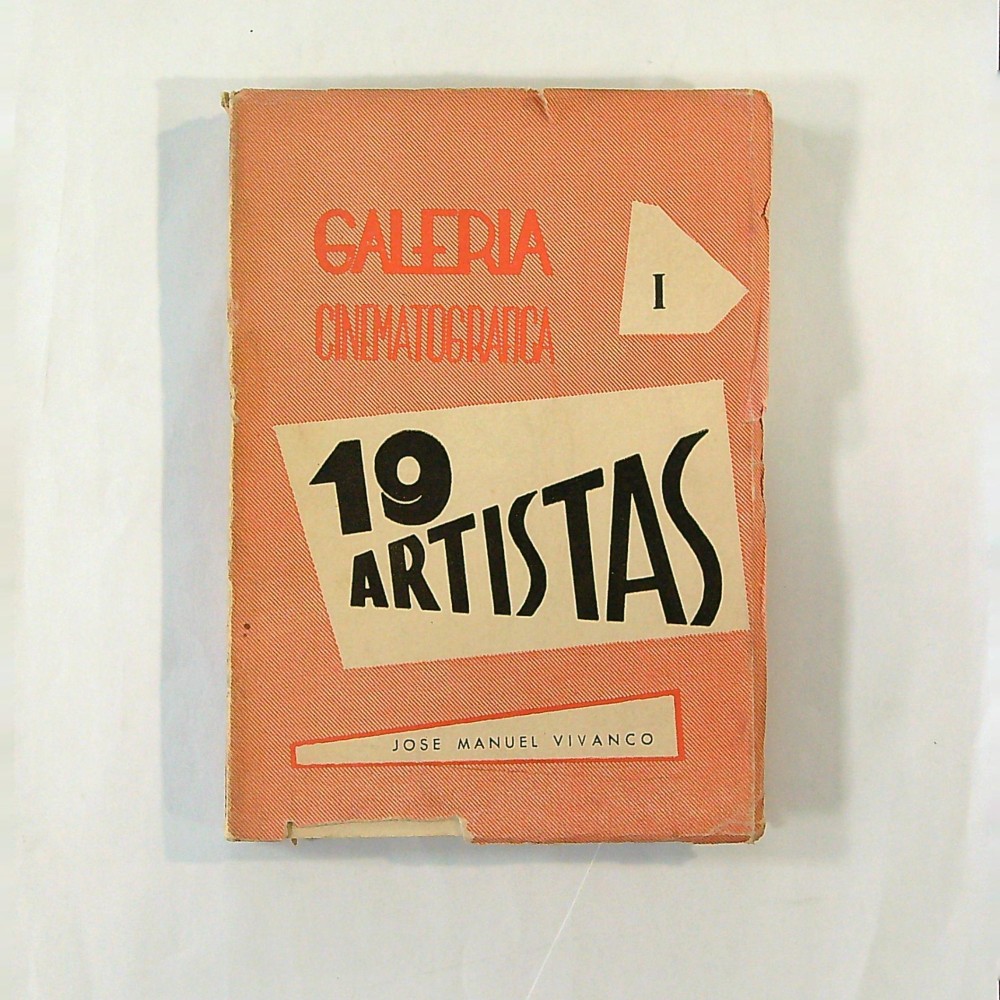 GALERIA
CINEMATOGRAFICA
I
19
ARTISTAS
JOSE MANUEL VIVANCO